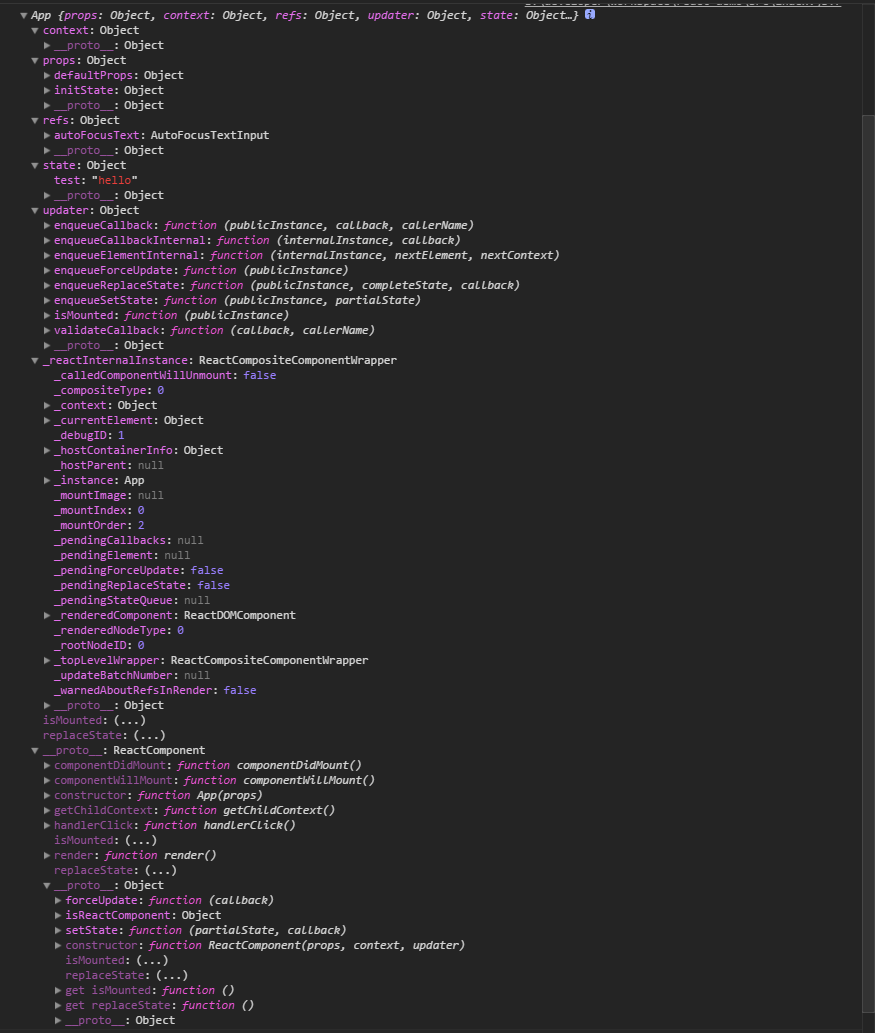 App {props: Object, context: Object, refs: Object, updater: Object, state: Object…}
context: Object
__proto__: Object
props: Object
defaultProps: Object
initState: Object
__proto__: Object
refs: Object
autoFocusText: AutoFocusTextInput
__proto__: Object
state: Object
test: "hello"
__proto__: Object
updater: Object
enqueueCallback: function (publicInstance, callback, callerName)
enqueueCallbackInternal: function (internalInstance, callback)
enqueueElementInternal: function (internalInstance, nextElement, nextContext)
enqueueForceUpdate: function (publicInstance)
enqueueReplaceState: function (publicInstance, completeState, callback)
enqueueSetState: function (publicInstance, partialState)
isMounted: function (publicInstance)
validateCallback: function (callback, callerName)
__proto__: Object
_reactInternalInstance: ReactCompositeComponentWrapper
_calledComponentWillUnmount: false
_compositeType: 0
_context: Object
_currentElement: Object
_debugID: 1
_hostContainerInfo: Object
_hostParent: null
_instance: App
_mountImage: null
_mountIndex: 0
_mountOrder: 2
_pendingCallbacks: null
_pendingElement: null
_pendingForceUpdate: false
_pendingReplaceState: false
_pendingStateQueue: null
_renderedComponent: ReactDOMComponent
_renderedNodeType: 0
_rootNodeID: 0
_topLevelWrapper: ReactCompositeComponentWrapper
_updateBatchNumber: null
_warnedAboutRefsInRender: false
__proto__: Object
isMounted: (...)
replaceState: (...)
__proto__: ReactComponent
componentDidMount: function componentDidMount()
componentWillMount: function componentWillMount()
constructor: function App(props)
getChildContext: function getChildContext()
handlerClick: function handlerClick()
isMounted: (...)
render: function render()
replaceState: (...)
__proto__: Object
forceUpdate: function (callback)
isReactComponent: Object
setState: function (partialState, callback)
constructor: function ReactComponent(props, context, updater)
isMounted: (...)
replaceState: (...)
get isMounted: function ()
get replaceState: function ()
__proto__: Object